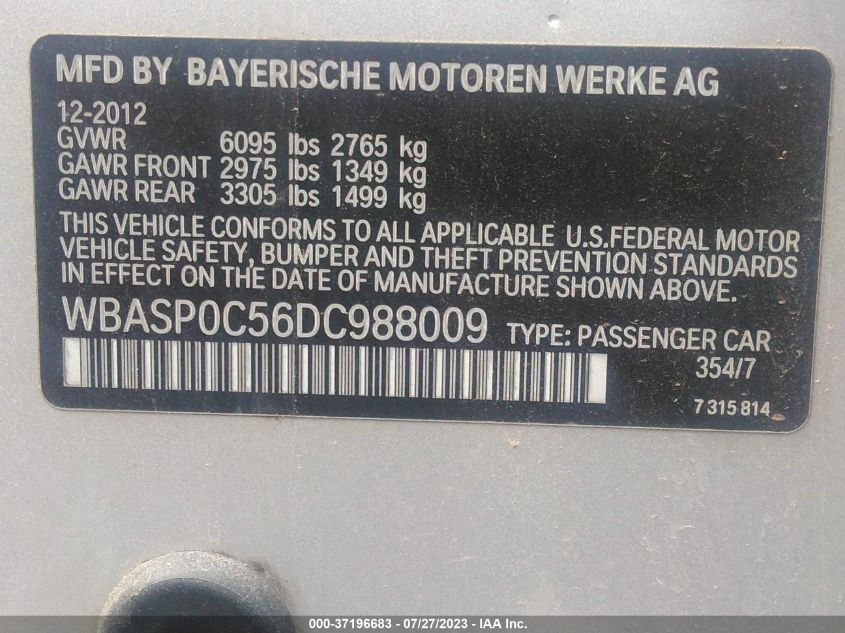 MFD BY BAYERISCHE MOTOREN WERKE AG
12-2012
GVWR 6095 lbs 2765 kg
GAWR FRONT 2975 lbs 1349 kg
GAWR REAR 3305 lbs 1499 kg
THIS VEHICLE CONFORMS TO ALL APPLICABLE U.S.FEDERAL MOTOR
VEHICLE SAFETY, BUMPER AND THEFT PREVENTION STANDARDS
IN EFFECT ON THE DATE OF MANUFACTURE SHOWN ABOVE.
WBASP0C56DC988009 TYPE: PASSENGER CAR
354/7
7 315 814
000-37196683 / 07/27/2023 - IAA Inc.